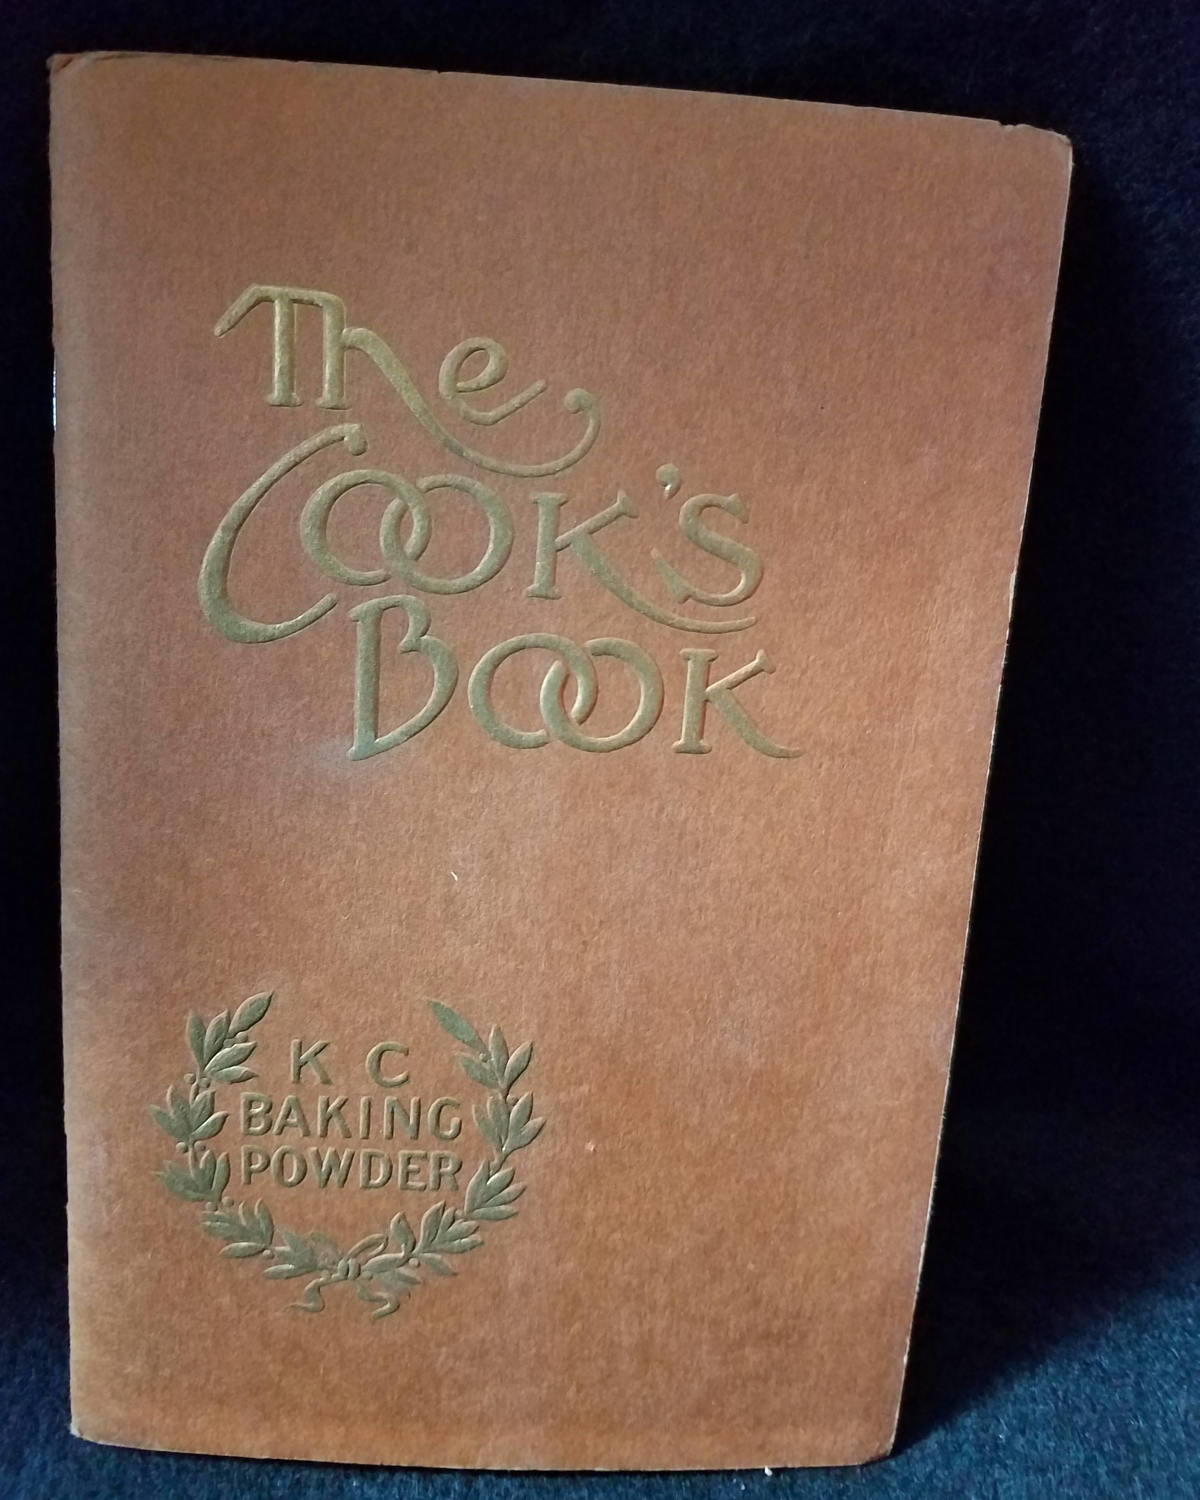 The
Cook's
Book
K C
BAKING
POWDER